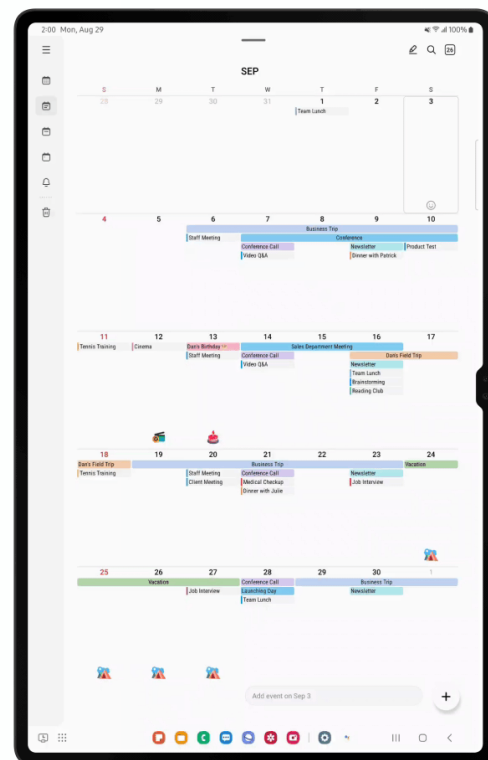 2:00 Mon, Aug 29 100%
26
SEP
S M T W T F S
28 29 30 31 1 2 3
Team Lunch
4 5 6 7 8 9 10
Business Trip
Staff Meeting Conference
Conference Call Newsletter Product Test
Video Q&A Dinner with Patrick
11 12 13 14 15 16 17
Tennis Training Cinema Dan's Birthday Sales Department Meeting
Staff Meeting Conference Call Dan's Field Trip
Video Q&A Newsletter
Team Lunch
Brainstorming
Reading Club
18 19 20 21 22 23 24
Dan's Field Trip Business Trip Vacation
Tennis Training Staff Meeting Conference Call Newsletter
Client Meeting Medical Checkup Job Interview
Dinner with Julie
25 26 27 28 29 30 1
Vacation Conference Call Business Trip
Job Interview Launching Day Newsletter
Team Lunch
Add event on Sep 3